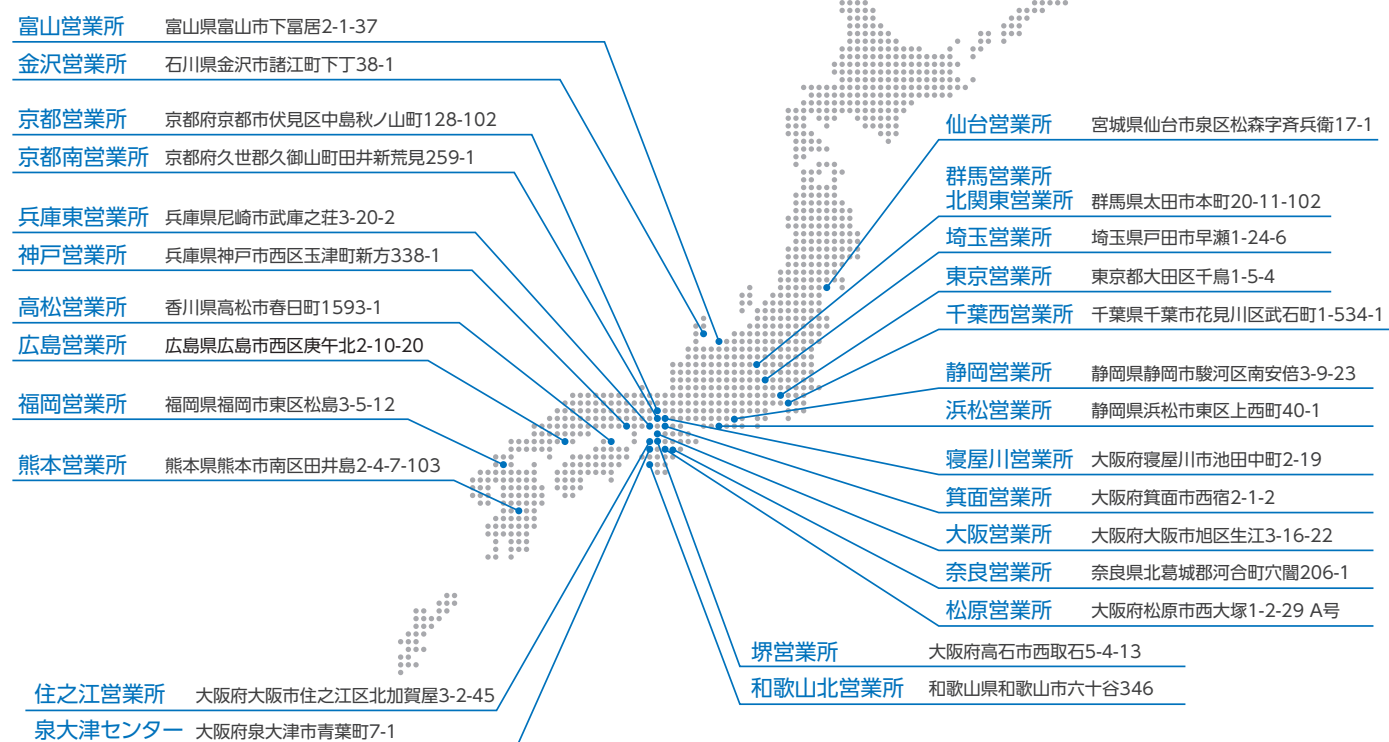 富山営業所 富山県富山市下冨居2-1-37
金沢営業所 石川県金沢市諸江町下丁38-1
京都営業所 京都府京都市伏見区中島秋ノ山町128-102
京都南営業所 京都府久世郡久御山町田井新荒見259-1
兵庫東営業所 兵庫県尼崎市武庫之荘3-20-2
神戸営業所 兵庫県神戸市西区玉津町新方338-1
高松営業所 香川県高松市春日町1593-1
広島営業所 広島県広島市西区庚午北2-10-20
福岡営業所 福岡県福岡市東区松島3-5-12
熊本営業所 熊本県熊本市南区田井島2-4-7-103
仙台営業所 宮城県仙台市泉区松森字斉兵衛17-1
群馬営業所
北関東営業所 群馬県太田市本町20-11-102
埼玉営業所 埼玉県戸田市早瀬1-24-6
東京営業所 東京都大田区千鳥1-5-4
千葉西営業所 千葉県千葉市花見川区武石町1-534-1
静岡営業所 静岡県静岡市駿河区南安倍3-9-23
浜松営業所 静岡県浜松市東区上西町40-1
寝屋川営業所 大阪府寝屋川市池田中町2-19
箕面営業所 大阪府箕面市西宿2-1-2
大阪営業所 大阪府大阪市旭区生江3-16-22
奈良営業所 奈良県北葛城郡河合町穴闇206-1
松原営業所 大阪府松原市西大塚1-2-29 A号
堺営業所 大阪府高石市西取石5-4-13
和歌山北営業所 和歌山県和歌山市六十谷346
住之江営業所 大阪府大阪市住之江区北加賀屋3-2-45
泉大津センター 大阪府泉大津市青葉町7-1